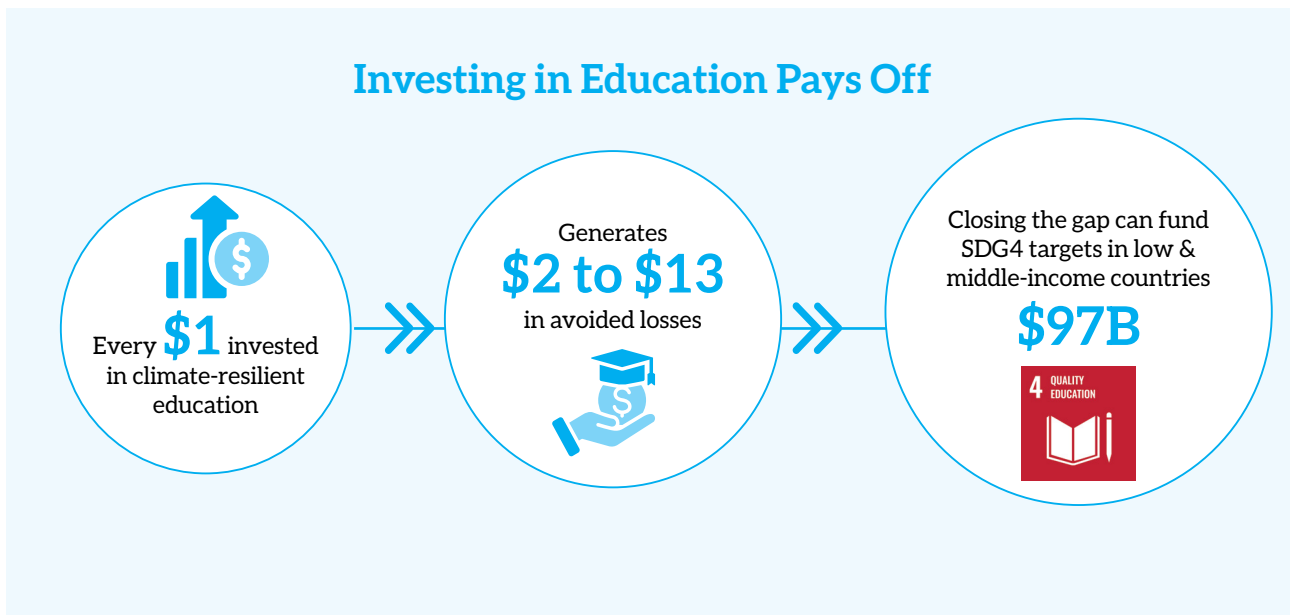 Investing in Education Pays Off
$
Every $1 invested
in climate-resilient
education
Generates
$2 to $13
in avoided losses
$
Closing the gap can fund
SDG4 targets in low &
middle-income countries
$97B
4 QUALITY
EDUCATION